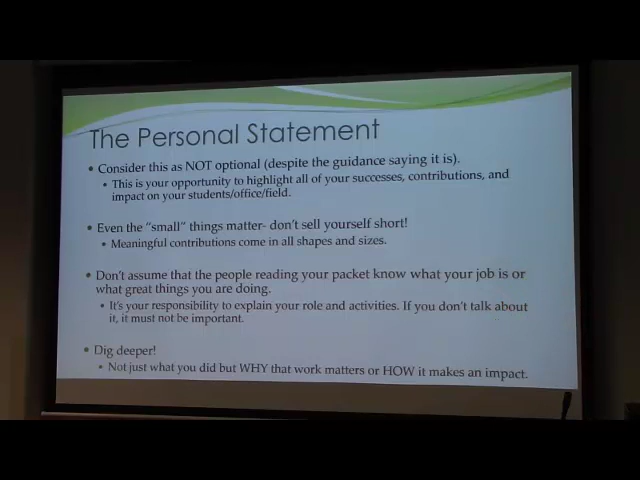 The Personal Statement
• Consider this as NOT optional (despite the guidance saying it is).
• This is your opportunity to highlight all of your successes, contributions, and
impact on your students/office/field.
• Even the "small" things matter- don't sell yourself short!
• Meaningful contributions come in all shapes and sizes.
• Don't assume that the people reading your packet know what your job is or
what great things you are doing.
• It's your responsibility to explain your role and activities. If you don't talk about
it, it must not be important.
• Dig deeper!
• Not just what you did but WHY that work matters or HOW it makes an impact.